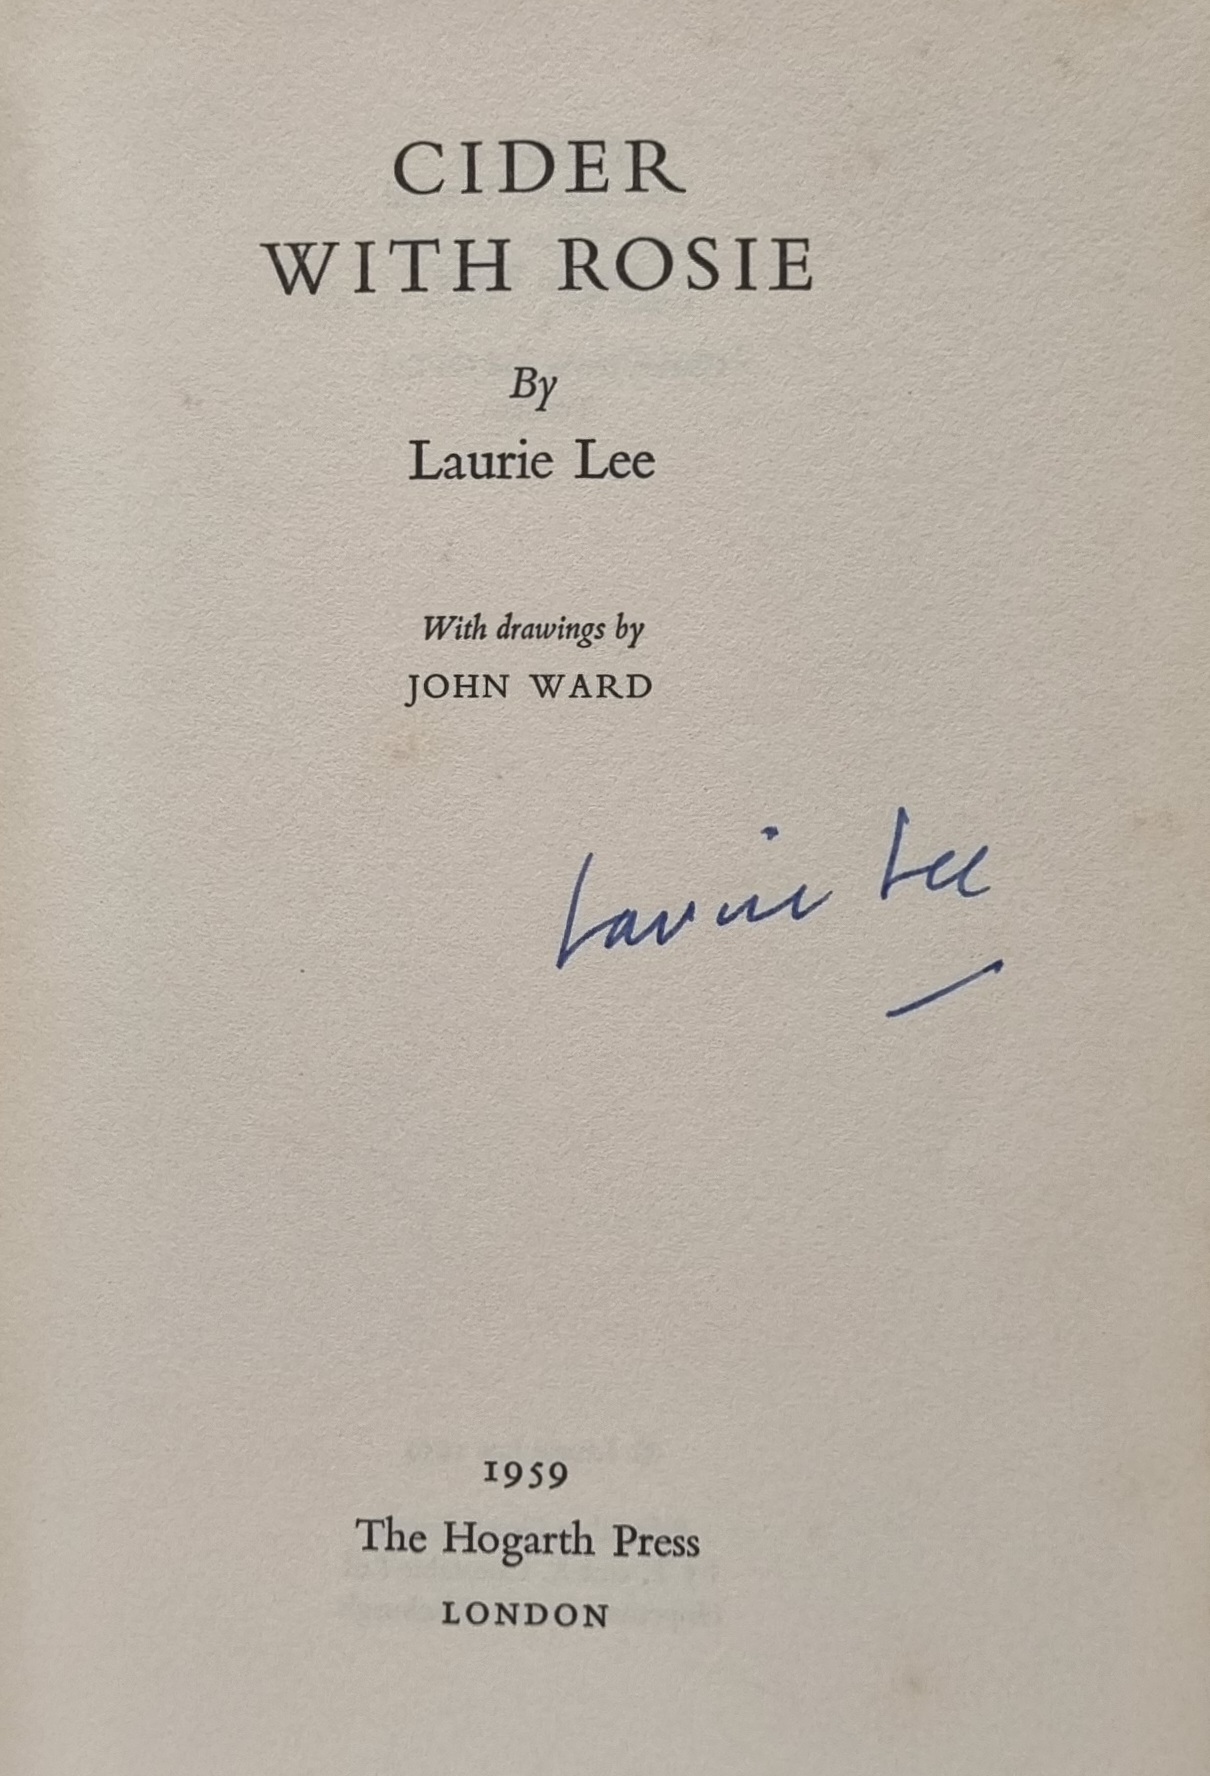 CIDER
WITH ROSIE
By
Laurie Lee
With drawings by
JOHN WARD
Laurie Lee
1959
The Hogarth Press
LONDON